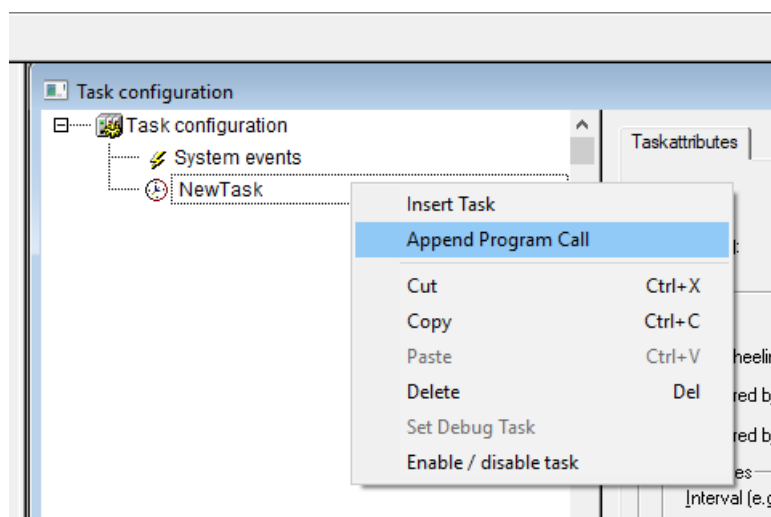 Task configuration
Task configuration
System events
NewTask
Taskattributes
Insert Task
Append Program Call
Cut Ctrl+X
Copy Ctrl+C
Paste Ctrl+V
Delete Del
Set Debug Task
Enable / disable task
Interval (e.g